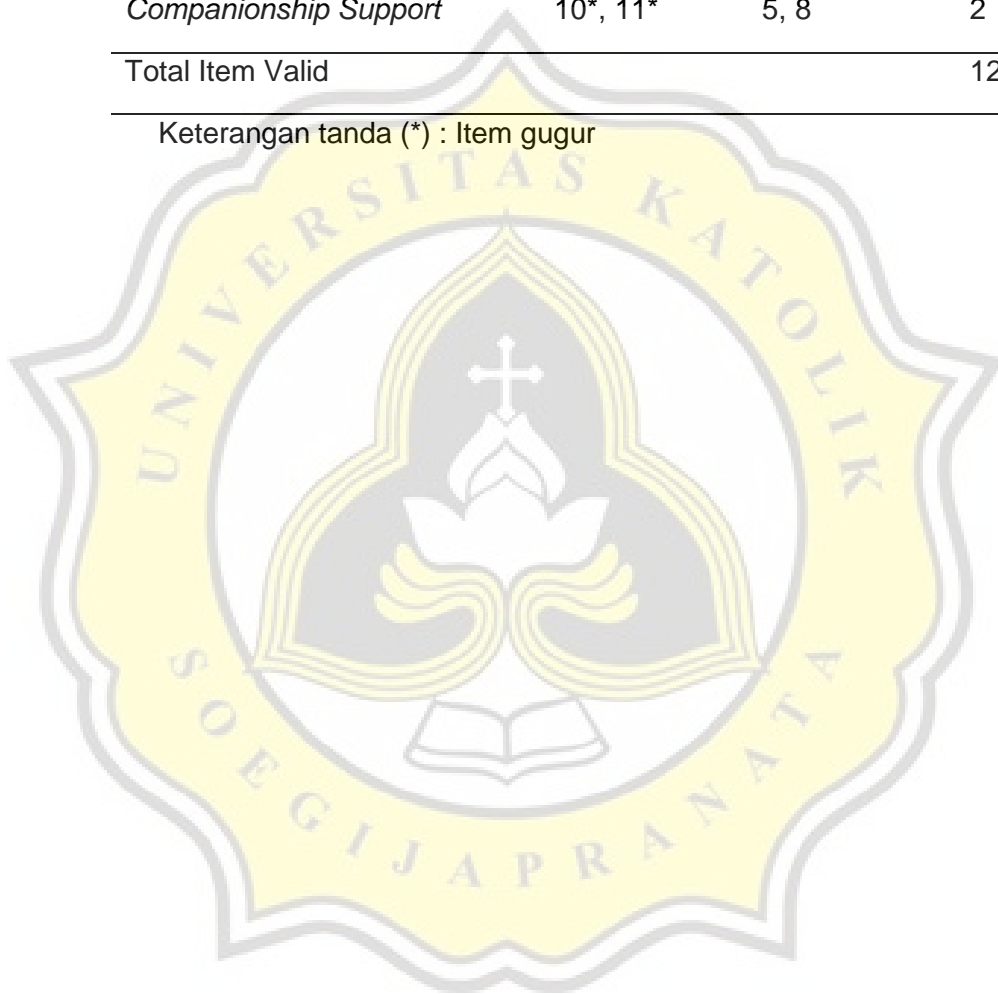 Companionship Support 10*, 11* 5, 8 2
Total Item Valid 12
Keterangan tanda (*) : Item gugur
UNIVERSITAS KATOLIK
SOEGIJAPRANATA